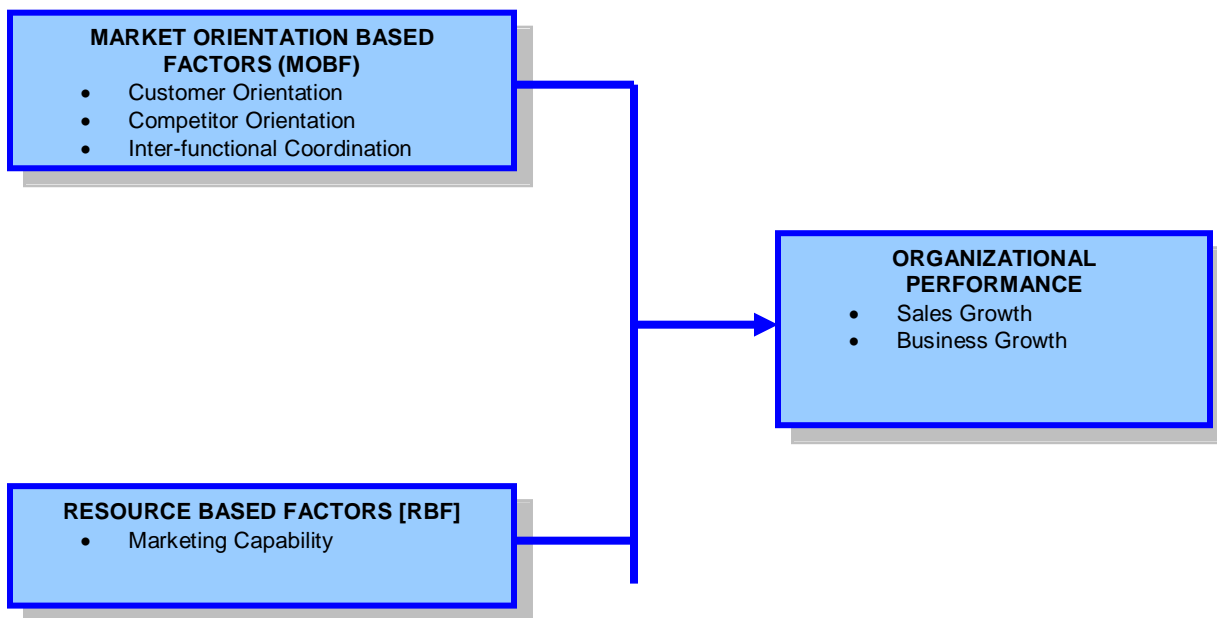 MARKET ORIENTATION BASED
FACTORS (MOBF)
• Customer Orientation
• Competitor Orientation
• Inter-functional Coordination
ORGANIZATIONAL
PERFORMANCE
• Sales Growth
• Business Growth
RESOURCE BASED FACTORS [RBF]
• Marketing Capability